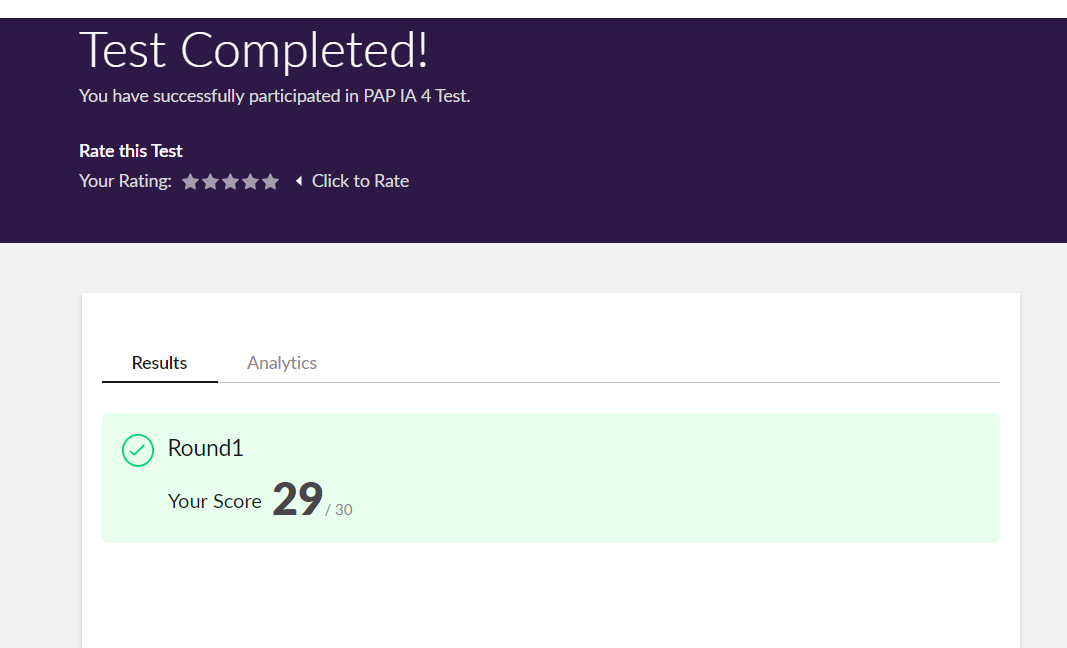 Test Completed!
You have successfully participated in PAP IA 4 Test.
Rate this Test
Your Rating: Click to Rate
Results Analytics
Round1
Your Score 29 / 30